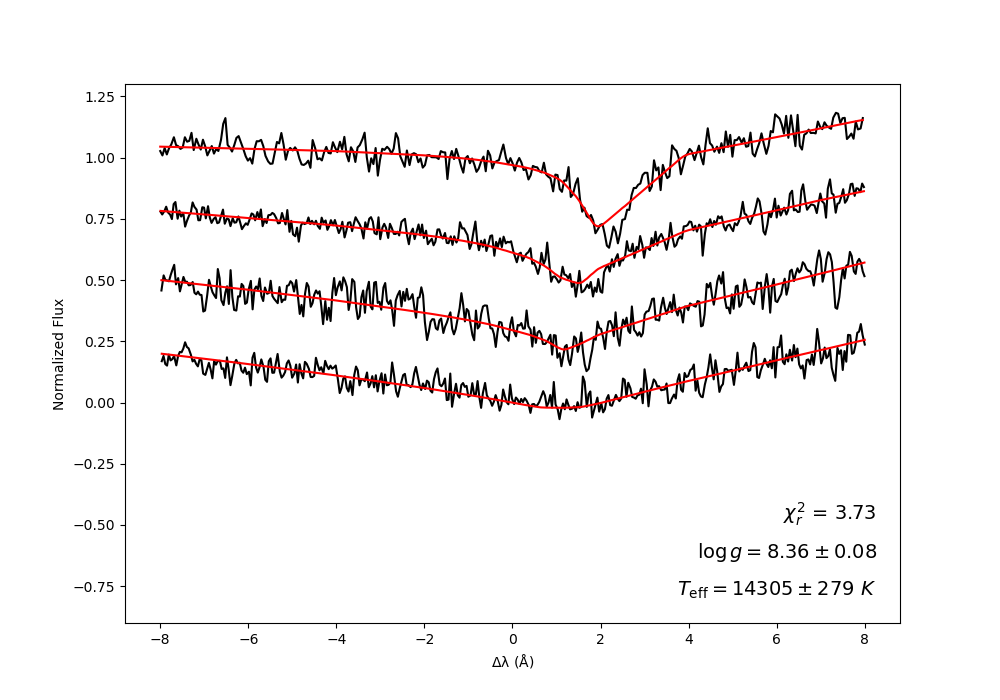 1.25
1.00
0.75
0.50
0.25
0.00
−0.25
−0.50
−0.75
Normalized Flux
χ²ᵣ = 3.73
log g = 8.36 ± 0.08
T_eff = 14305 ± 279 K
−8 −6 −4 −2 0 2 4 6 8
Δλ (Å)